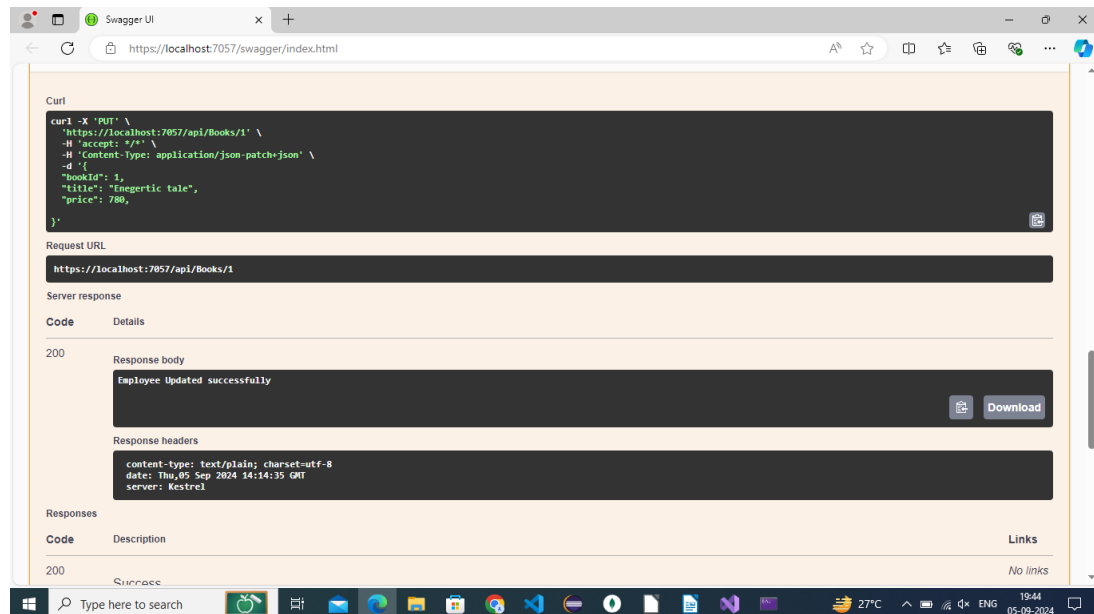 Swagger UI
https://localhost:7057/swagger/index.html
Curl
curl -X 'PUT' \
'https://localhost:7057/api/Books/1' \
-H 'accept: */*' \
-H 'Content-Type: application/json-patch+json' \
-d '{
"bookId": 1,
"title": "Enegertic tale",
"price": 780,
}'
Request URL
https://localhost:7057/api/Books/1
Server response
Code Details
200
Response body
Employee Updated successfully
Download
Response headers
content-type: text/plain; charset=utf-8
date: Thu,05 Sep 2024 14:14:35 GMT
server: Kestrel
Responses
Code Description Links
200 No links
Success
Type here to search 27°C ENG 19:44
05-09-2024